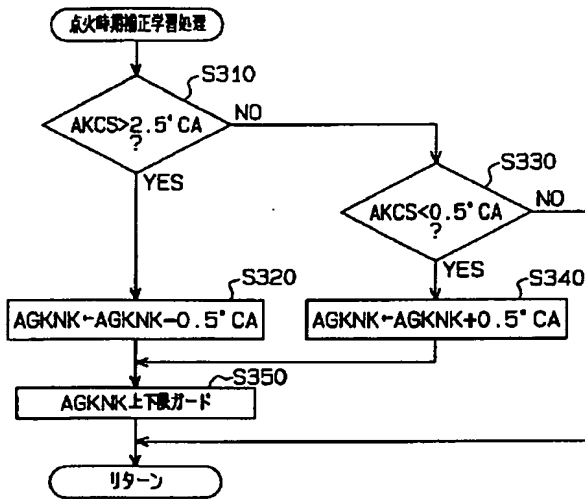 点火時期補正学習処理
S310
AKCS>2.5°CA
?
NO
YES
S330
AKCS<0.5°CA
?
NO
YES
S320
AGKNK←AGKNK-0.5°CA
S340
AGKNK←AGKNK+0.5°CA
S350
AGKNK上下限ガード
リターン